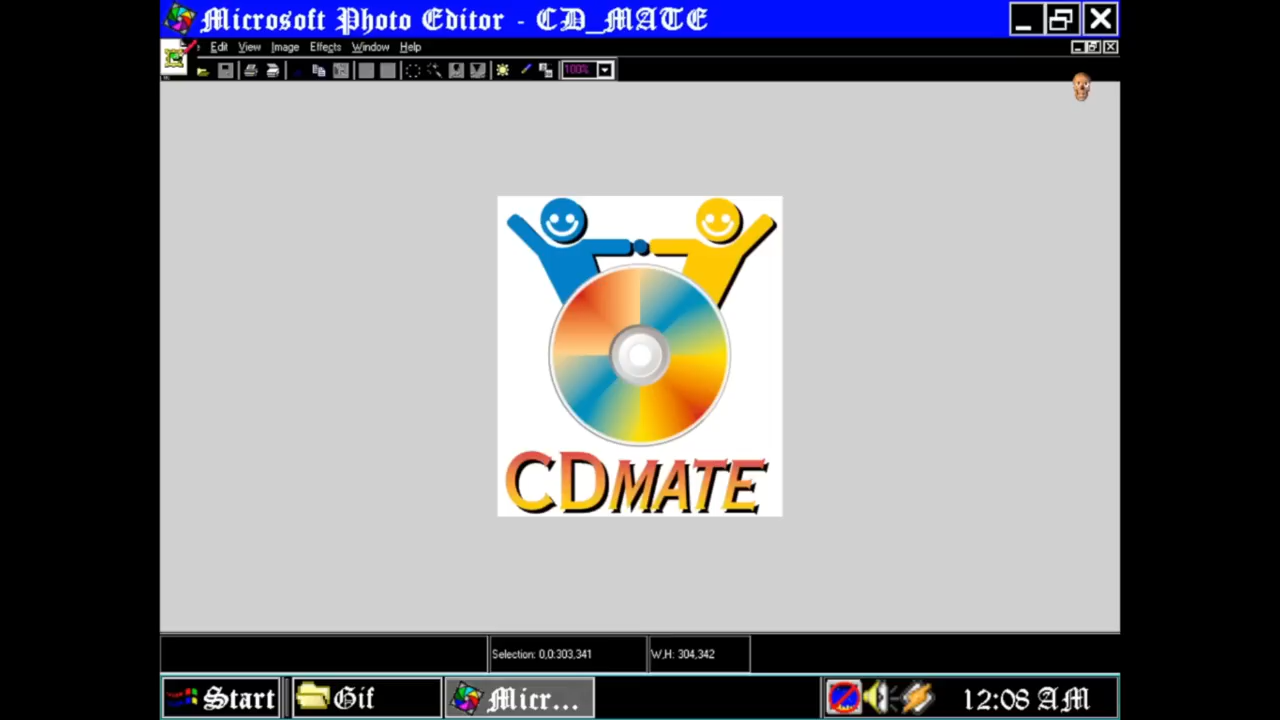 Microsoft Photo Editor - CD_MATE
Edit View Image Effects Window Help
100%
CDMATE
Selection: 0,0:303,341
W,H: 304,342
Start
Gif
Micr...
12:08 AM